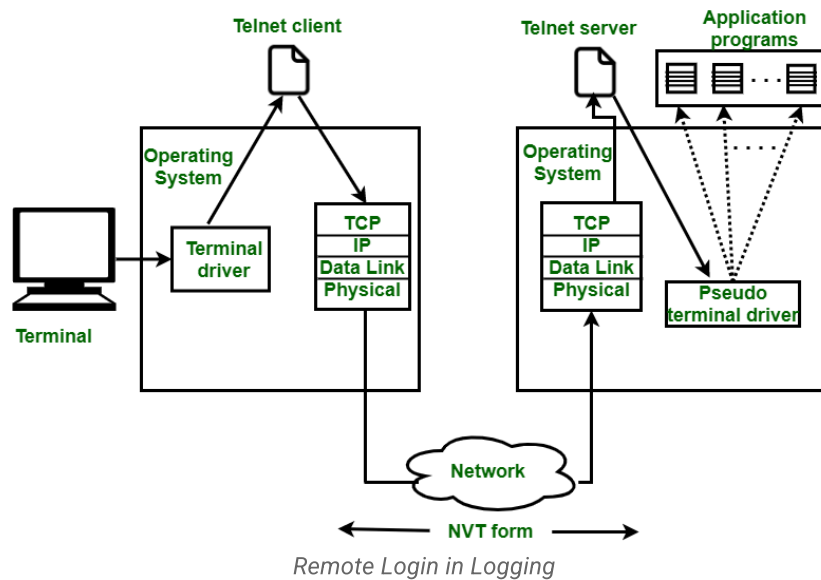 Telnet client
Telnet server
Application
programs
Operating
System
Operating
System
TCP
IP
Data Link
Physical
TCP
IP
Data Link
Physical
Terminal
driver
Pseudo
terminal driver
Terminal
Network
NVT form
Remote Login in Logging